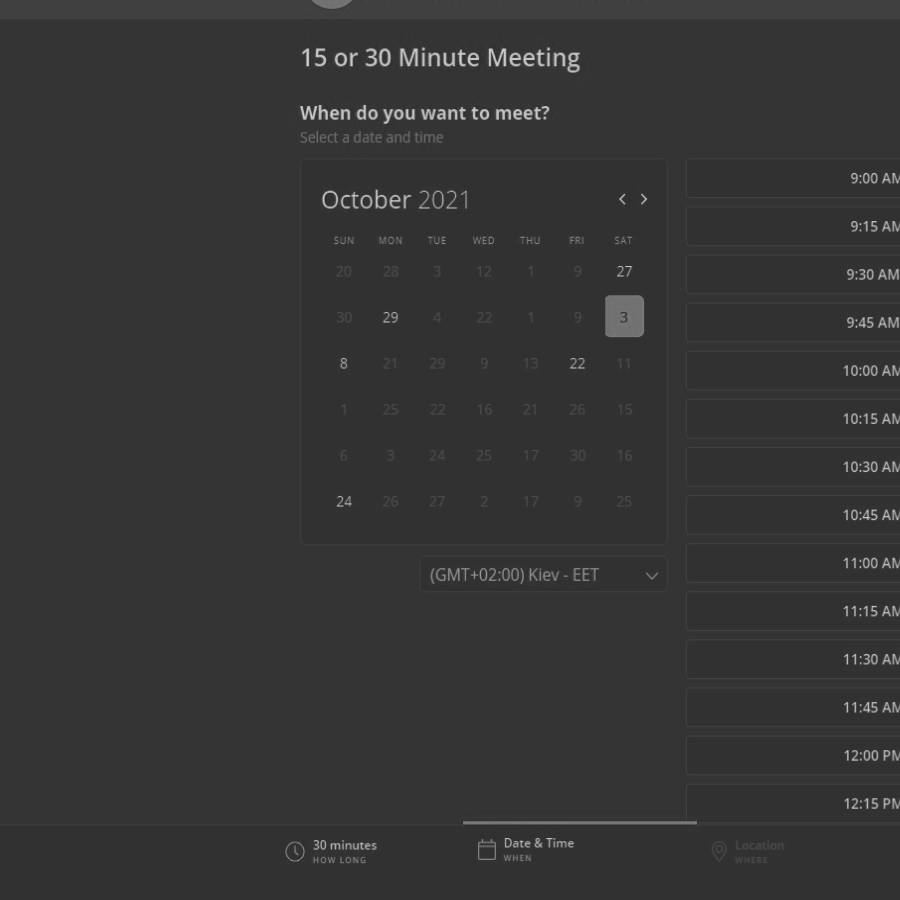 15 or 30 Minute Meeting
When do you want to meet?
Select a date and time
October 2021
SUN MON TUE WED THU FRI SAT
20 28 3 12 1 9 27
30 29 4 22 1 9 3
8 21 29 9 13 22 11
1 25 22 16 21 26 15
6 3 24 25 17 30 16
24 26 27 2 17 9 25
(GMT+02:00) Kiev - EET
9:00 AM
9:15 AM
9:30 AM
9:45 AM
10:00 AM
10:15 AM
10:30 AM
10:45 AM
11:00 AM
11:15 AM
11:30 AM
11:45 AM
12:00 PM
12:15 PM
30 minutes
HOW LONG
Date & Time
WHEN
Location
WHERE